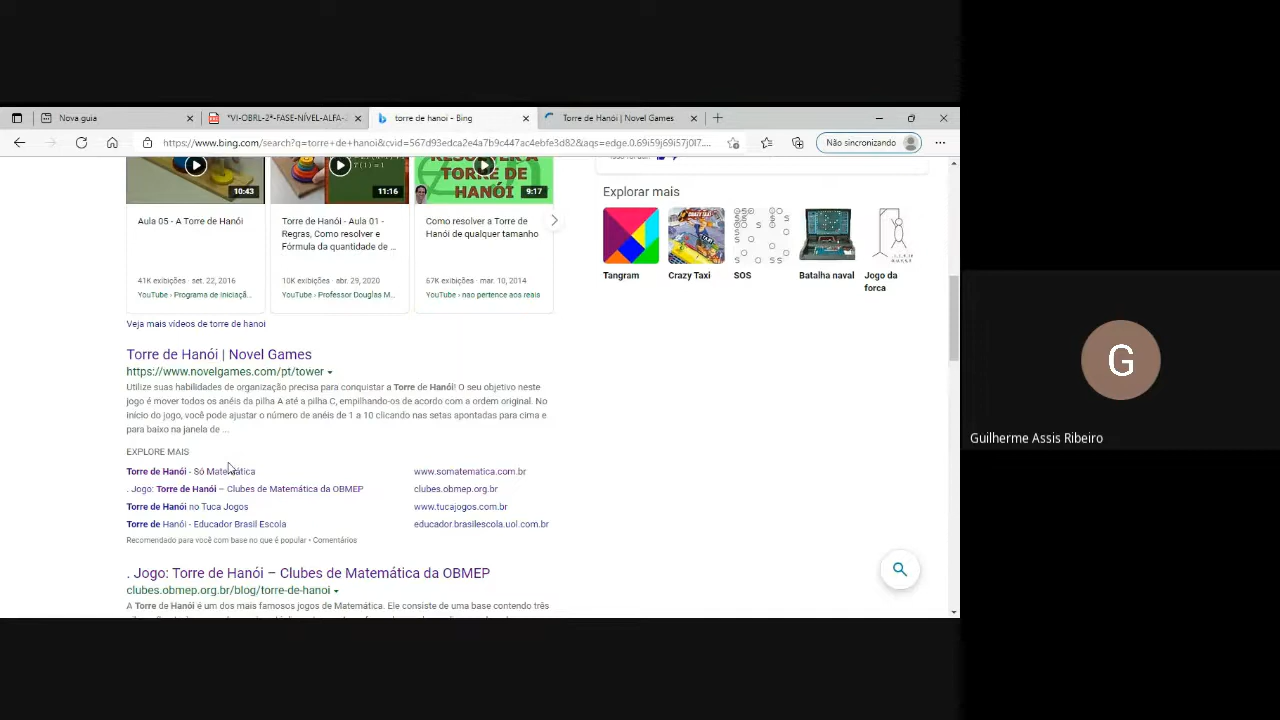 Nova guia
*VI-OBRL-2ª-FASE-NÍVEL-ALFA-
torre de hanoi - Bing
Torre de Hanói | Novel Games
https://www.bing.com/search?q=torre+de+hanoi&cvid=567d93edca2e4a7b9c447ac4ebfe3d82&aqs=edge.0.69i59j69i57j0l7....
Não sincronizando
10:43
11:16
RESOLVER A
TORRE DE
HANÓI
9:17
Aula 05 - A Torre de Hanói
Torre de Hanói - Aula 01 -
Regras, Como resolver e
Fórmula da quantidade de ...
Como resolver a Torre de
Hanói de qualquer tamanho
41K exibições · set. 22, 2016
10K exibições · abr. 29, 2020
67K exibições · mar. 10, 2014
YouTube › Programa de Iniciaçã...
YouTube › Professor Douglas M...
YouTube › nao pertence aos reais
Veja mais vídeos de torre de hanoi
Torre de Hanói | Novel Games
https://www.novelgames.com/pt/tower
Utilize suas habilidades de organização precisa para conquistar a Torre de Hanói! O seu objetivo neste
jogo é mover todos os anéis da pilha A até a pilha C, empilhando-os de acordo com a ordem original. No
início do jogo, você pode ajustar o número de anéis de 1 a 10 clicando nas setas apontadas para cima e
para baixo na janela de ...
EXPLORE MAIS
Torre de Hanói - Só Matemática www.somatematica.com.br
. Jogo: Torre de Hanói – Clubes de Matemática da OBMEP clubes.obmep.org.br
Torre de Hanói no Tuca Jogos www.tucajogos.com.br
Torre de Hanói - Educador Brasil Escola educador.brasilescola.uol.com.br
Recomendado para você com base no que é popular • Comentários
. Jogo: Torre de Hanói – Clubes de Matemática da OBMEP
clubes.obmep.org.br/blog/torre-de-hanoi
A Torre de Hanói é um dos mais famosos jogos de Matemática. Ele consiste de uma base contendo três
Explorar mais
Tangram
Crazy Taxi
SOS
Batalha naval
Jogo da
forca
G
Guilherme Assis Ribeiro